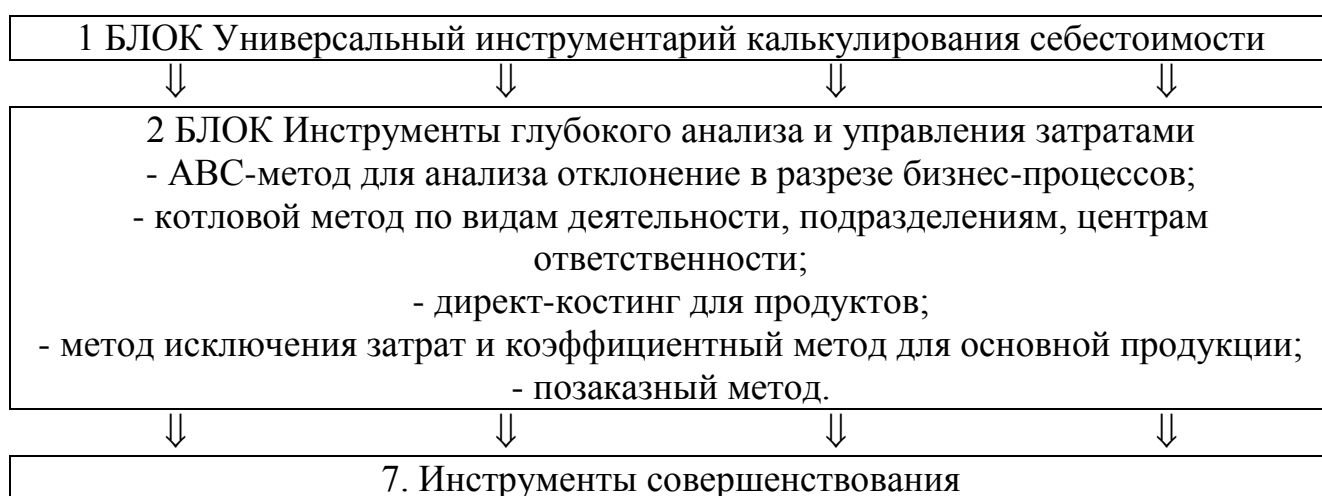 1 БЛОК Универсальный инструментарий калькулирования себестоимости
⇓ ⇓ ⇓ ⇓
2 БЛОК Инструменты глубокого анализа и управления затратами
- АВС-метод для анализа отклонение в разрезе бизнес-процессов;
- котловой метод по видам деятельности, подразделениям, центрам
ответственности;
- директ-костинг для продуктов;
- метод исключения затрат и коэффициентный метод для основной продукции;
- позаказный метод.
⇓ ⇓ ⇓ ⇓
7. Инструменты совершенствования